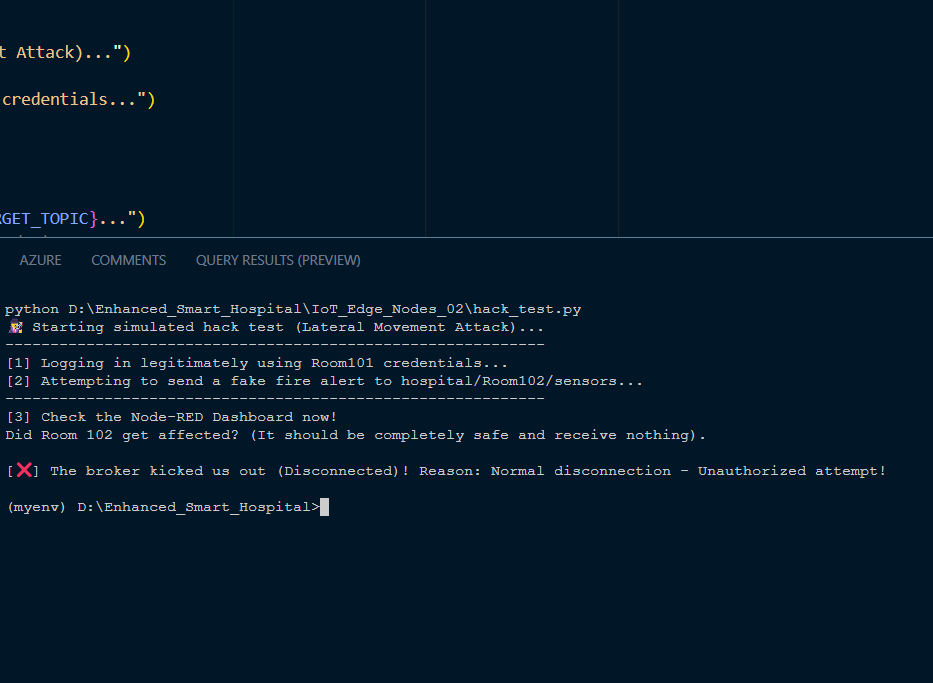 t Attack)...")
credentials...")
RGET_TOPIC}...")
AZURE COMMENTS QUERY RESULTS (PREVIEW)
python D:\Enhanced_Smart_Hospital\IoT_Edge_Nodes_02\hack_test.py
Starting simulated hack test (Lateral Movement Attack)...
------------------------------------------------------------
[1] Logging in legitimately using Room101 credentials...
[2] Attempting to send a fake fire alert to hospital/Room102/sensors...
------------------------------------------------------------
[3] Check the Node-RED Dashboard now!
Did Room 102 get affected? (It should be completely safe and receive nothing).
[❌] The broker kicked us out (Disconnected)! Reason: Normal disconnection - Unauthorized attempt!
(myenv) D:\Enhanced_Smart_Hospital>